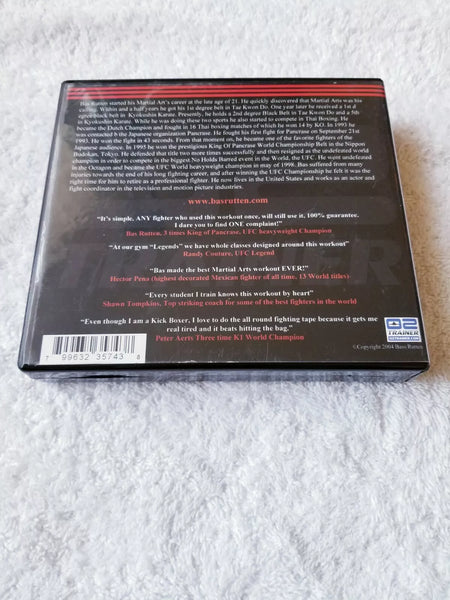 Bas Rutten started his Martial Art's career at the late age of 21. He quickly discovered that Martial Arts was his
calling. Within a half years he got his 1st degree belt in Tae Kwon Do. One year later he received a 1st d
egree black belt in Kyokushin Karate. Presently, he holds a 2nd degree Black Belt in Tae Kwon Do and a 5th
in Kyokushin Karate. While he was doing these two sports he also started to compete in Thai Boxing. He
became the Dutch Champion and fought in 16 Thai boxing matches of which he won 14 by KO. In 1993 he
was contacted by the Japanese organization Pancrase. He fought his first fight for Pancrase on September 21st
1993. He won the fight in 43 seconds. From that moment on, he became one of the favorite fighters of the
Japanese audience. In 1995 he won the prestigious King Of Pancrase World Championship Belt in the Nippon
Budokan, Tokyo. He defended the title two more times successfully and then resigned as the undefeated world
champion in order to compete in the biggest No Holds Barred event in the World, the UFC. He went undefeated
in the Octagon and became the UFC World heavyweight champion in may of 1999. Bas suffered from many
injuries towards the end of his long fighting career, and after winning the UFC Championship he felt it was the
right time for him to retire as a professional fighter. He now lives in the United States and works as an actor and
fight coordinator in the television and motion picture industries.
www.basrutten.com
"It's simple, ANY fighter who used this workout once, will still use it, 100% guarantee.
I dare you to find ONE complaint!"
Bas Rutten, 3 times King of Pancrase, UFC heavyweight Champion
"At our gym "Legends" we have whole classes designed around this workout"
Randy Couture, UFC Legend
"Bas made the best Martial Arts workout EVER!"
Hector Pena (highest decorated Mexican fighter of all time, 13 World titles)
"Every student I train knows this workout by heart"
Shawn Tompkins, Top striking coach for some of the best fighters in the world
"Even though I am a Kick Boxer, I love to do the all round fighting tape because it gets me
real tired and it beats hitting the bag."
Peter Aerts Three time K1 World Champion
7 99632 35743 8
O2
TRAINER
O2TRAINER.COM
©Copyright 2004 Bass Rutten